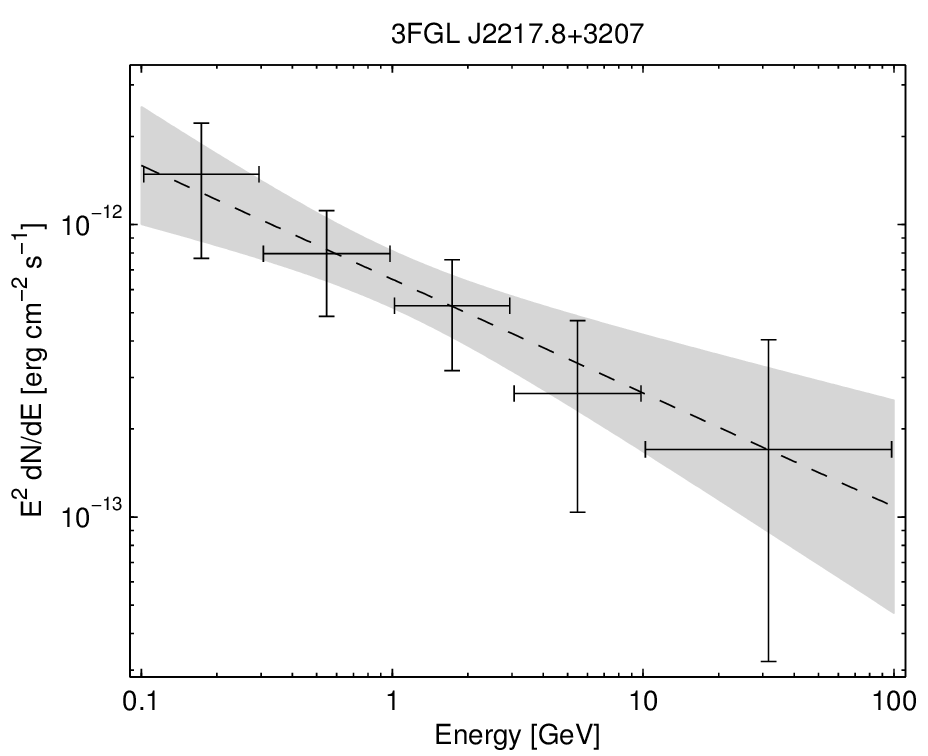 3FGL J2217.8+3207
E² dN/dE [erg cm⁻² s⁻¹]
10⁻¹²
10⁻¹³
0.1 1 10 100
Energy [GeV]